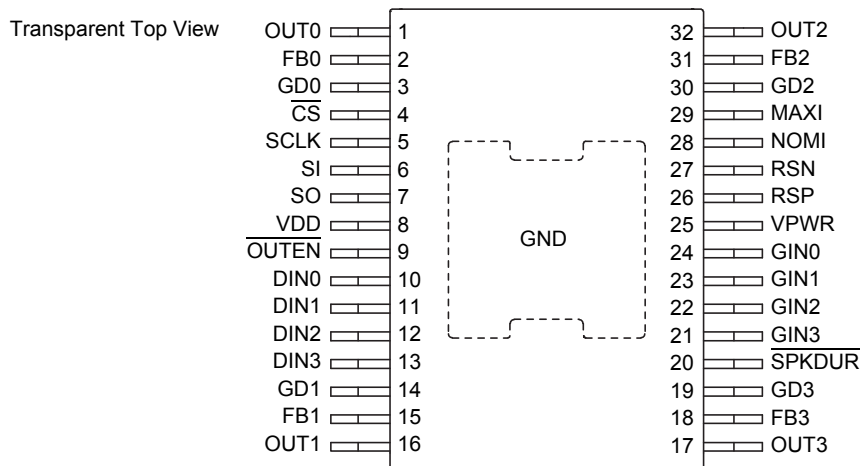 Transparent Top View
OUT0 1 32 OUT2
FB0 2 31 FB2
GD0 3 30 GD2
CS 4 29 MAXI
SCLK 5 28 NOMI
SI 6 27 RSN
SO 7 26 RSP
VDD 8 25 VPWR
GND
OUTEN 9 24 GIN0
DIN0 10 23 GIN1
DIN1 11 22 GIN2
DIN2 12 21 GIN3
DIN3 13 20 SPKDUR
GD1 14 19 GD3
FB1 15 18 FB3
OUT1 16 17 OUT3